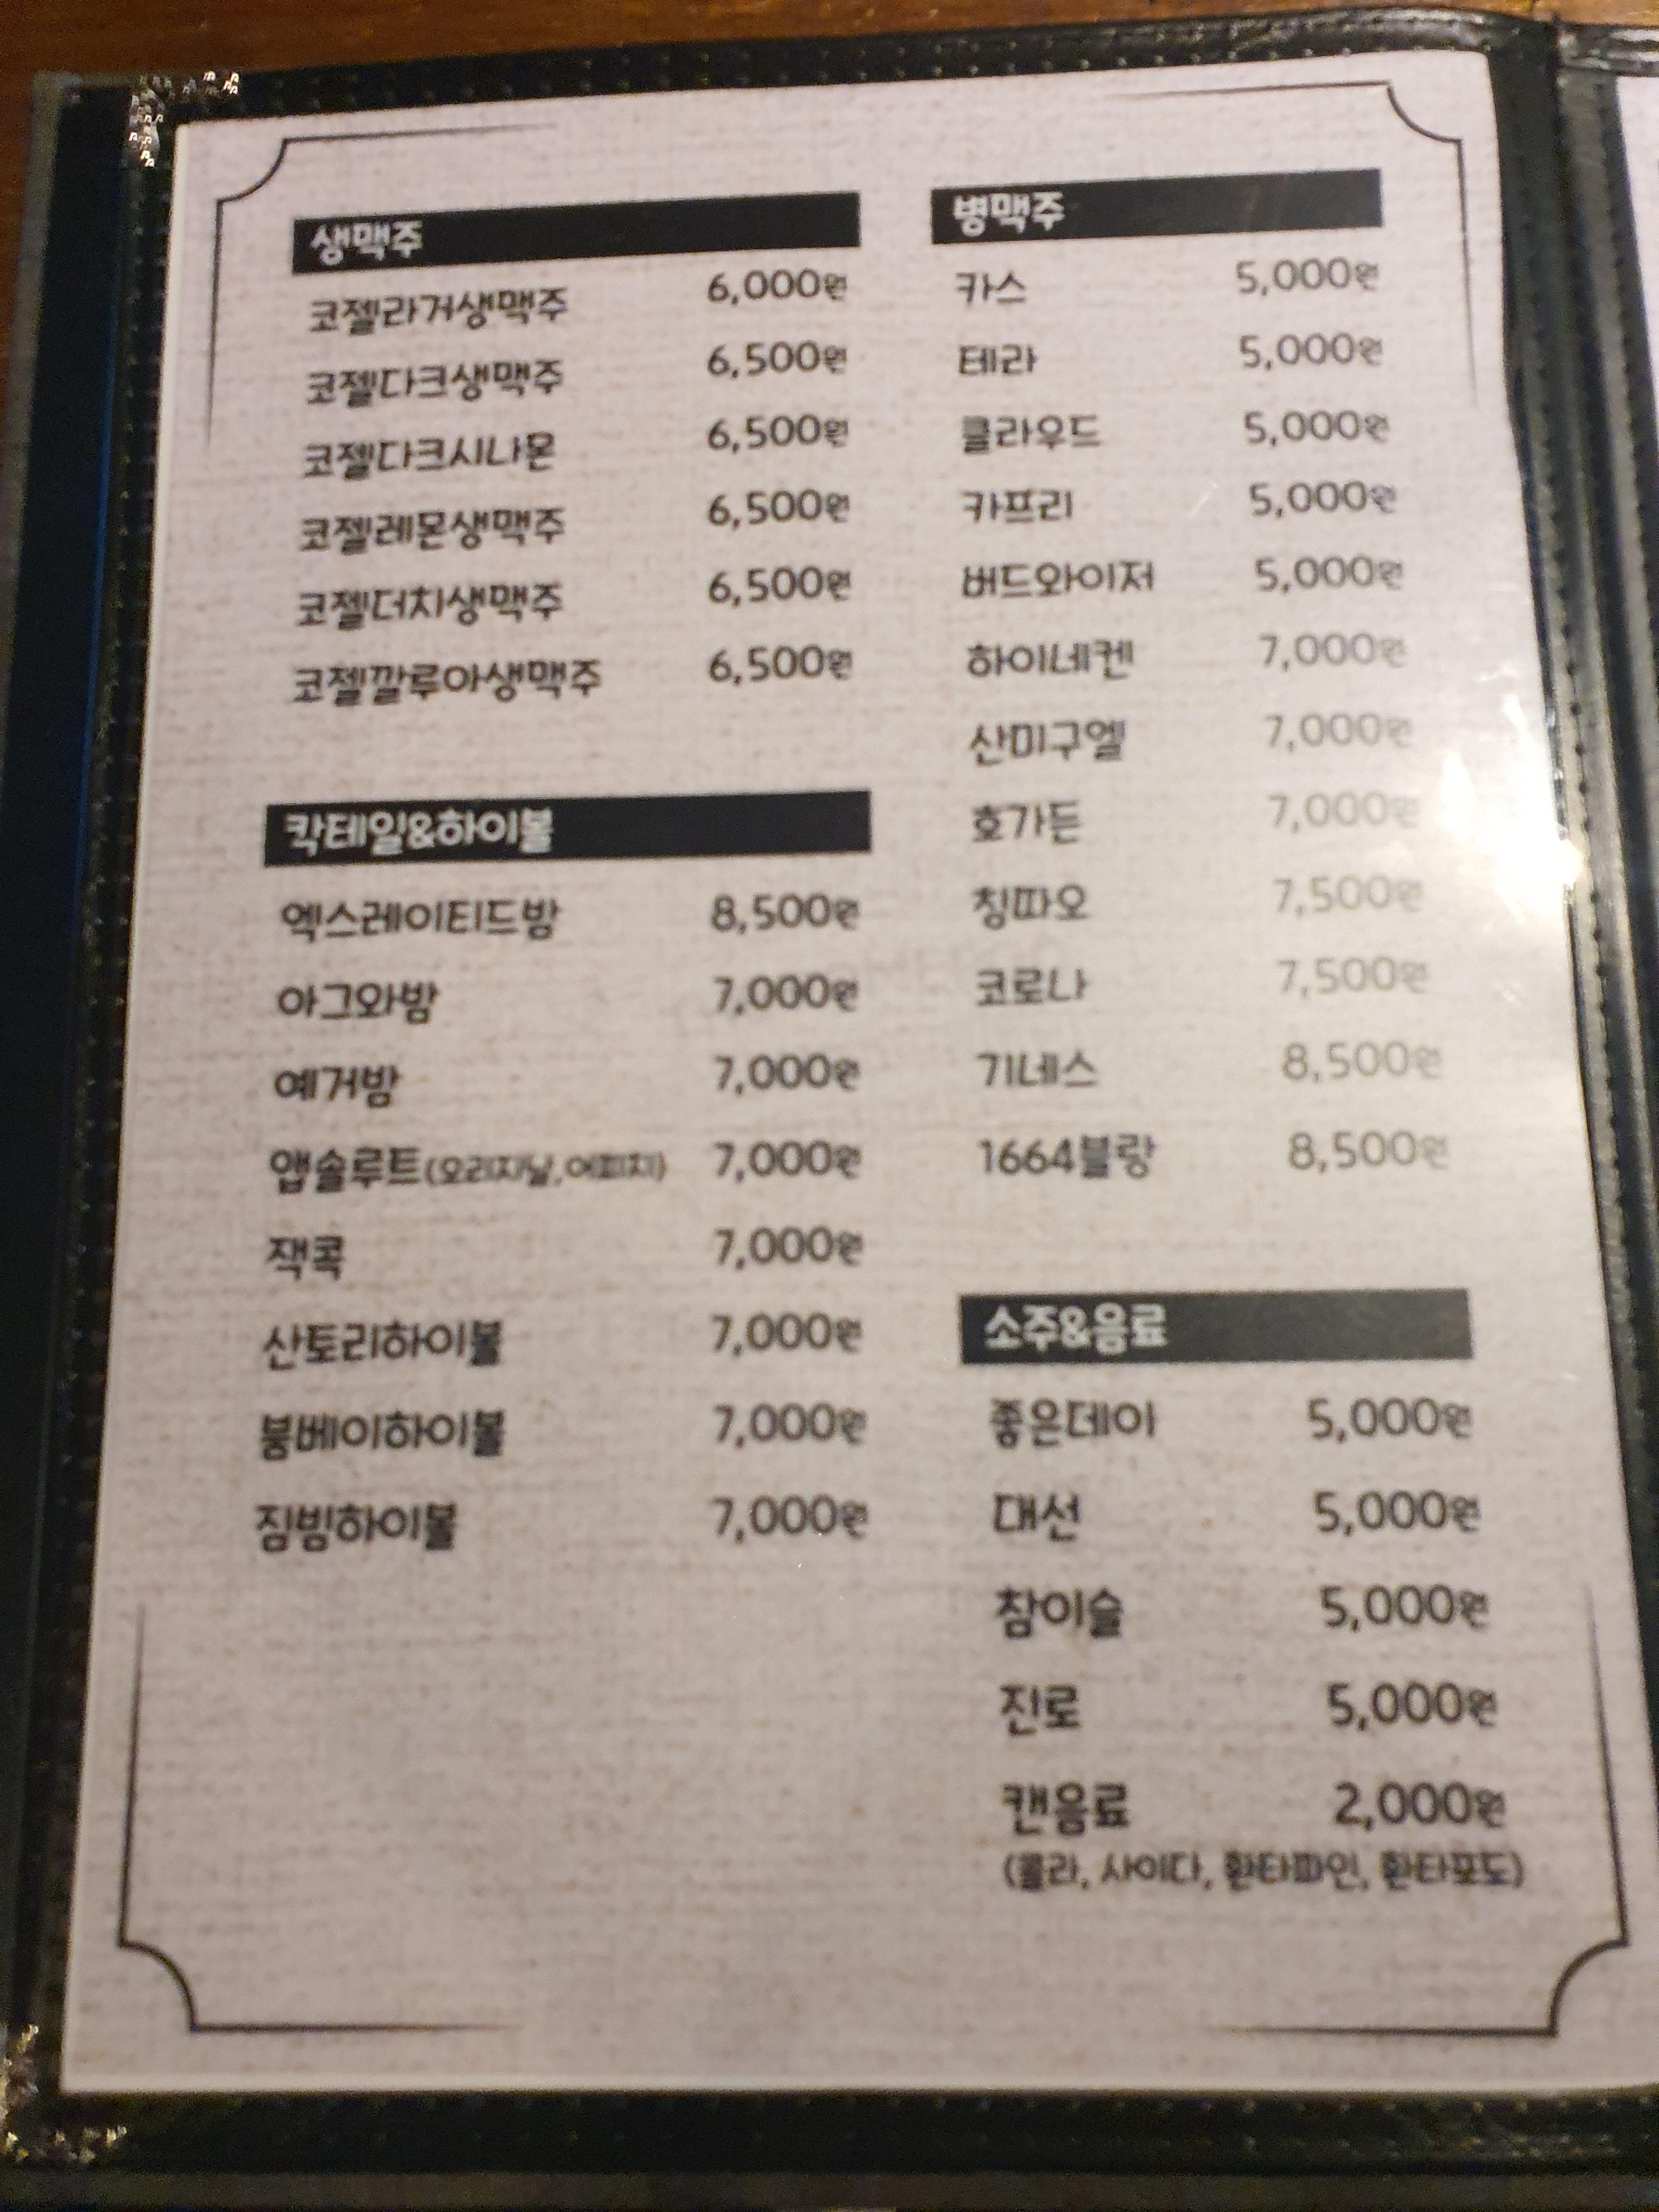 생맥주
코젤라거생맥주 6,000원
코젤다크생맥주 6,500원
코젤다크시나몬 6,500원
코젤레몬생맥주 6,500원
코젤더치생맥주 6,500원
코젤깔루아생맥주 6,500원
칵테일&하이볼
엑스레이티드밤 8,500원
아그와밤 7,000원
예거밤 7,000원
앱솔루트(오리지날,어피치) 7,000원
잭콕 7,000원
산토리하이볼 7,000원
봄베이하이볼 7,000원
짐빔하이볼 7,000원
병맥주
카스 5,000원
테라 5,000원
클라우드 5,000원
카프리 5,000원
버드와이저 5,000원
하이네켄 7,000원
산미구엘 7,000원
호가든 7,000원
칭따오 7,500원
코로나 7,500원
기네스 8,500원
1664블랑 8,500원
소주&음료
좋은데이 5,000원
대선 5,000원
참이슬 5,000원
진로 5,000원
캔음료 2,000원
(콜라, 사이다, 환타파인, 환타포도)